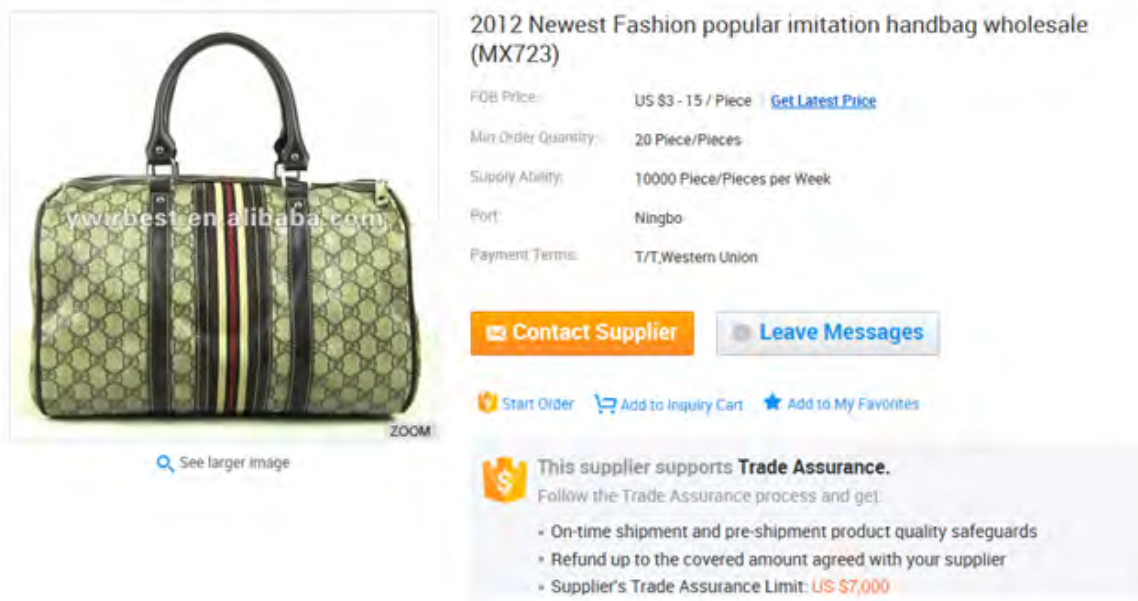 2012 Newest Fashion popular imitation handbag wholesale
(MX723)
FOB Price:
US $3 - 15 / Piece | Get Latest Price
Min Order Quantity:
20 Piece/Pieces
Supply Ability:
10000 Piece/Pieces per Week
Port:
Ningbo
Payment Terms:
T/T,Western Union
Contact Supplier
Leave Messages
Start Order
Add to Inquiry Cart
Add to My Favorites
ywirbest.en.alibaba.com
ZOOM
See larger image
This supplier supports Trade Assurance.
Follow the Trade Assurance process and get:
• On-time shipment and pre-shipment product quality safeguards
• Refund up to the covered amount agreed with your supplier
• Supplier's Trade Assurance Limit: US $7,000